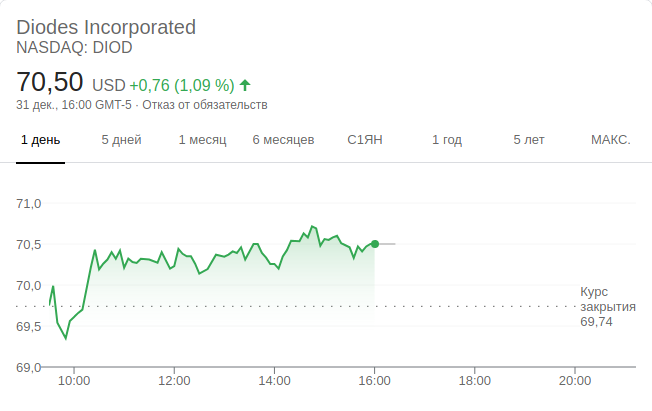 Diodes Incorporated
NASDAQ: DIOD
70,50 USD +0,76 (1,09 %)
31 дек., 16:00 GMT-5 · Отказ от обязательств
1 день 5 дней 1 месяц 6 месяцев С1ЯН 1 год 5 лет МАКС.
71,0
70,5
70,0
69,5
69,0
Курс
закрытия
69,74
10:00 12:00 14:00 16:00 18:00 20:00